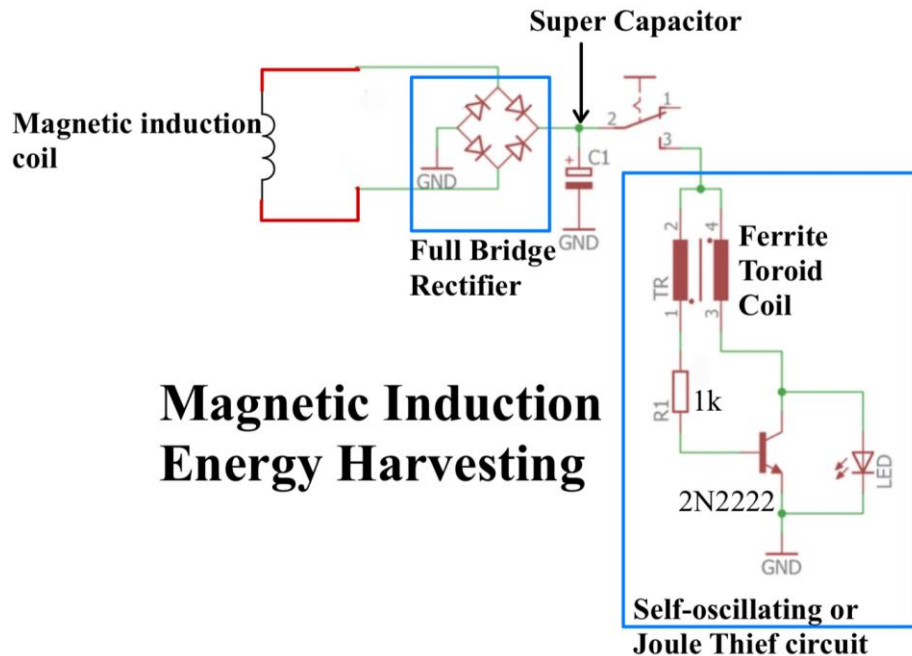 Super Capacitor
Magnetic induction
coil
1
2
3
+
C1
GND
GND
Full Bridge
Rectifier
2
4
TR
1
3
Ferrite
Toroid
Coil
Magnetic Induction
Energy Harvesting
R1
1k
2N2222
LED
GND
Self-oscillating or
Joule Thief circuit